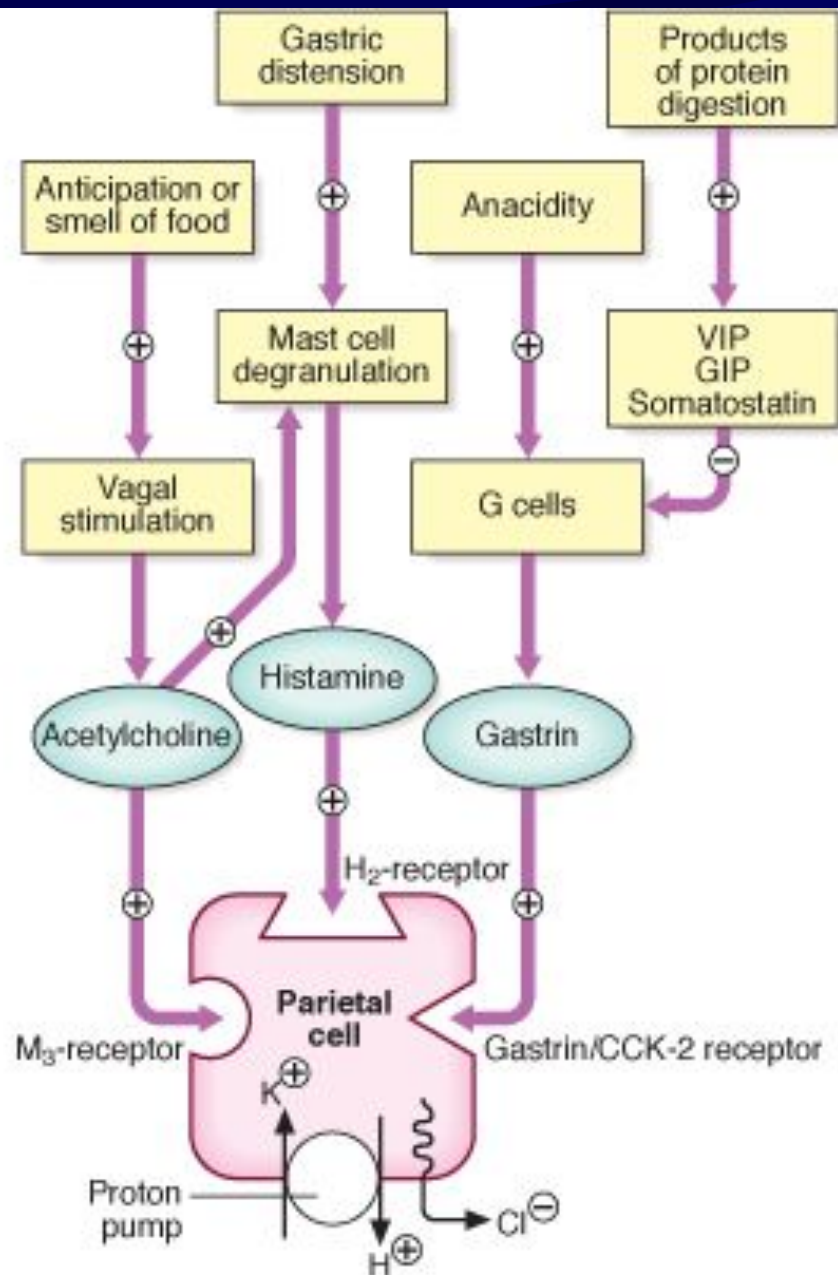 Gastric
distension
Products
of protein
digestion
Anticipation or
smell of food
+
Anacidity
+
+
+
Mast cell
degranulation
VIP
GIP
Somatostatin
−
Vagal
stimulation
G cells
+
Histamine
Acetylcholine
Gastrin
+
H₂-receptor
+
+
Parietal
cell
M₃-receptor
Gastrin/CCK-2 receptor
K⊕
Proton
pump
Cl⊖
H⊕